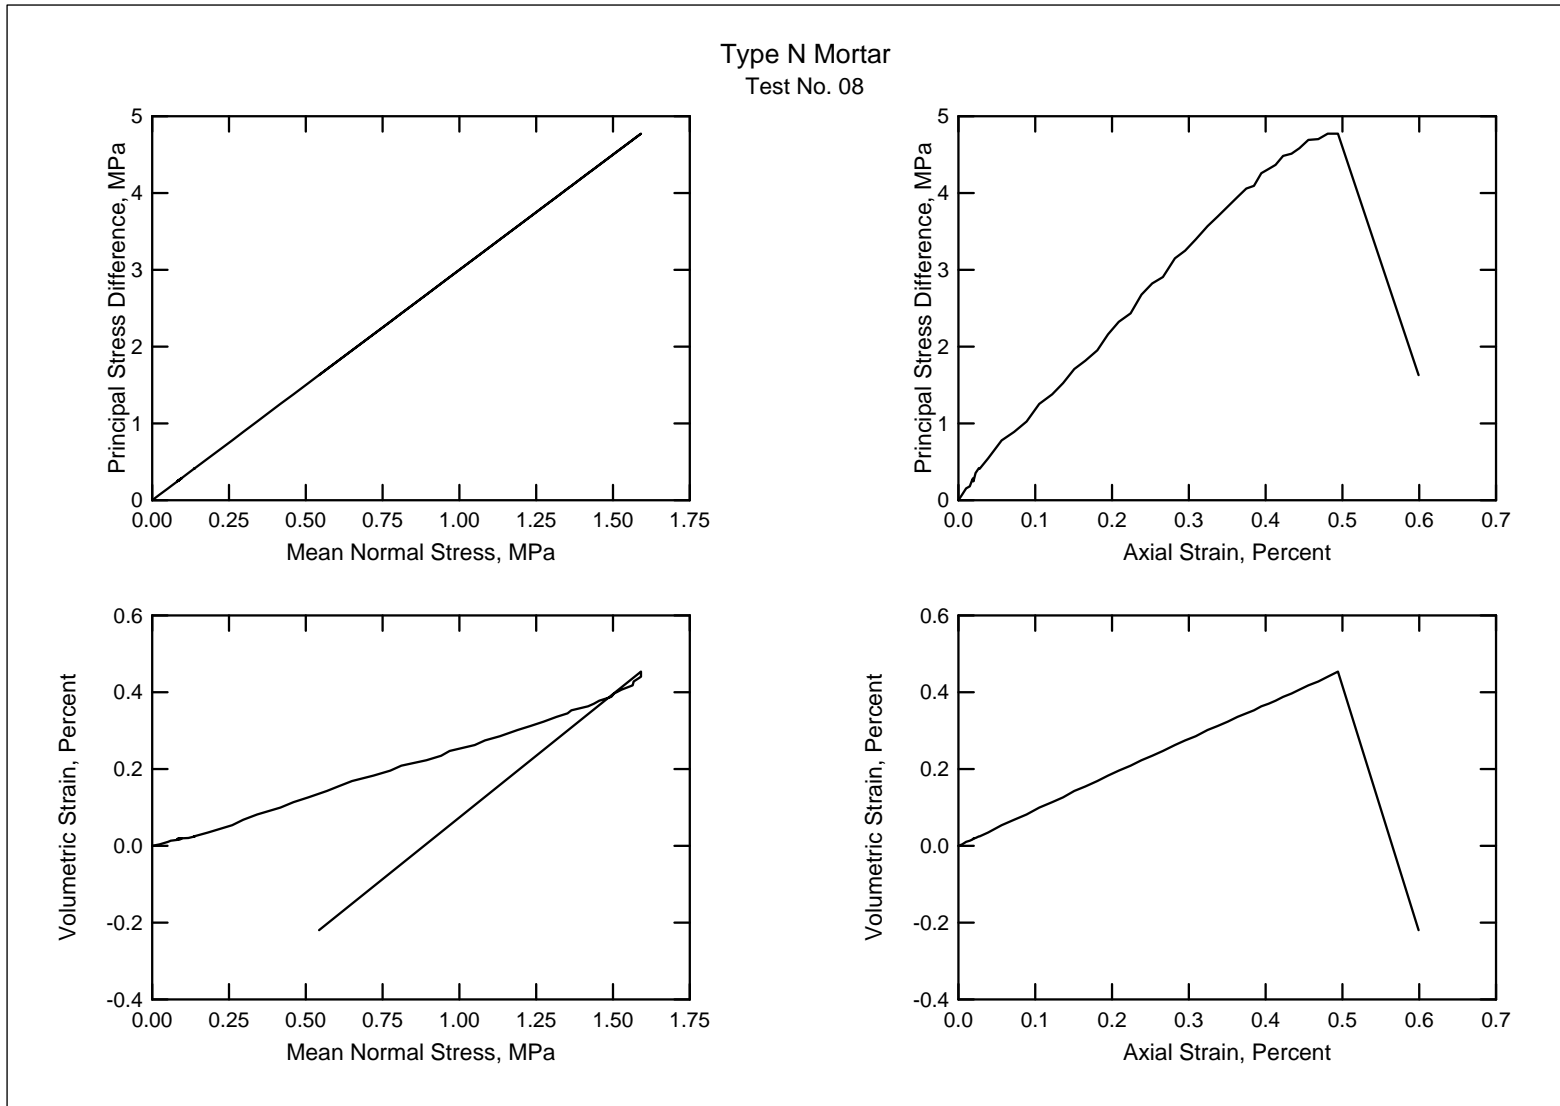 Type N Mortar
Test No. 08
Principal Stress Difference, MPa
5
4
3
2
1
0
0.00 0.25 0.50 0.75 1.00 1.25 1.50 1.75
Mean Normal Stress, MPa
Principal Stress Difference, MPa
5
4
3
2
1
0
0.0 0.1 0.2 0.3 0.4 0.5 0.6 0.7
Axial Strain, Percent
Volumetric Strain, Percent
0.6
0.4
0.2
0.0
-0.2
-0.4
0.00 0.25 0.50 0.75 1.00 1.25 1.50 1.75
Mean Normal Stress, MPa
Volumetric Strain, Percent
0.6
0.4
0.2
0.0
-0.2
-0.4
0.0 0.1 0.2 0.3 0.4 0.5 0.6 0.7
Axial Strain, Percent